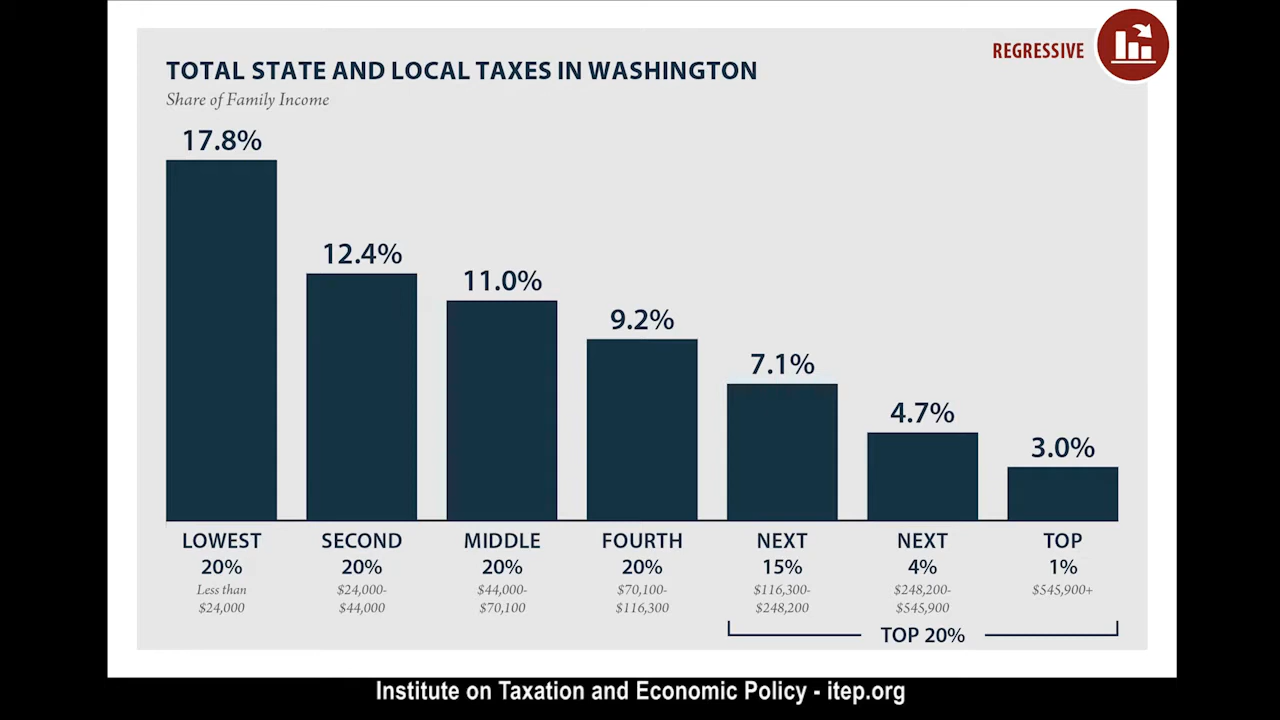 REGRESSIVE
TOTAL STATE AND LOCAL TAXES IN WASHINGTON
Share of Family Income
17.8%
12.4%
11.0%
9.2%
7.1%
4.7%
3.0%
LOWEST
20%
Less than
$24,000
SECOND
20%
$24,000-
$44,000
MIDDLE
20%
$44,000-
$70,100
FOURTH
20%
$70,100-
$116,300
NEXT
15%
$116,300-
$248,200
NEXT
4%
$248,200-
$545,900
TOP
1%
$545,900+
TOP 20%
Institute on Taxation and Economic Policy - itep.org